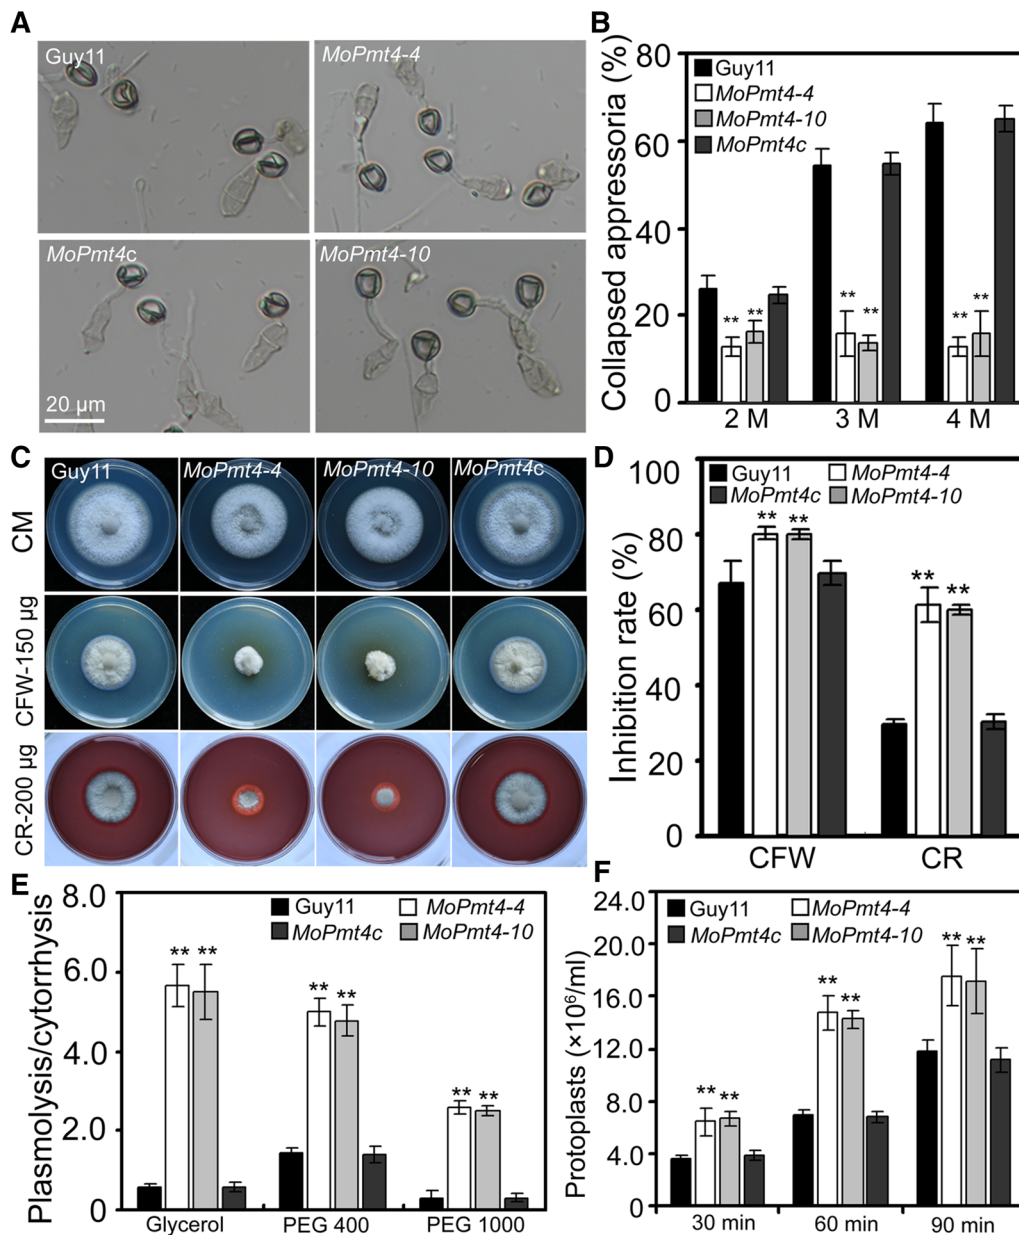 A
Guy11
MoPmt4-4
MoPmt4c
MoPmt4-10
20 µm
B
Collapsed appressoria (%)
80
60
40
20
0
Guy11
MoPmt4-4
MoPmt4-10
MoPmt4c
** **
** **
** **
2 M 3 M 4 M
C
Guy11 MoPmt4-4 MoPmt4-10 MoPmt4c
CM
CFW-150 µg
CR-200 µg
D
Inhibition rate (%)
100
80
60
40
20
0
Guy11 MoPmt4-4
MoPmt4c MoPmt4-10
** **
** **
CFW CR
E
Plasmolysis/cytorrhysis
8.0
6.0
4.0
2.0
0
Guy11 MoPmt4-4
MoPmt4c MoPmt4-10
** **
** **
** **
Glycerol PEG 400 PEG 1000
F
Protoplasts (×10⁶/ml)
24.0
20.0
16.0
12.0
8.0
4.0
0
Guy11 MoPmt4-4
MoPmt4c MoPmt4-10
** **
** **
** **
30 min 60 min 90 min